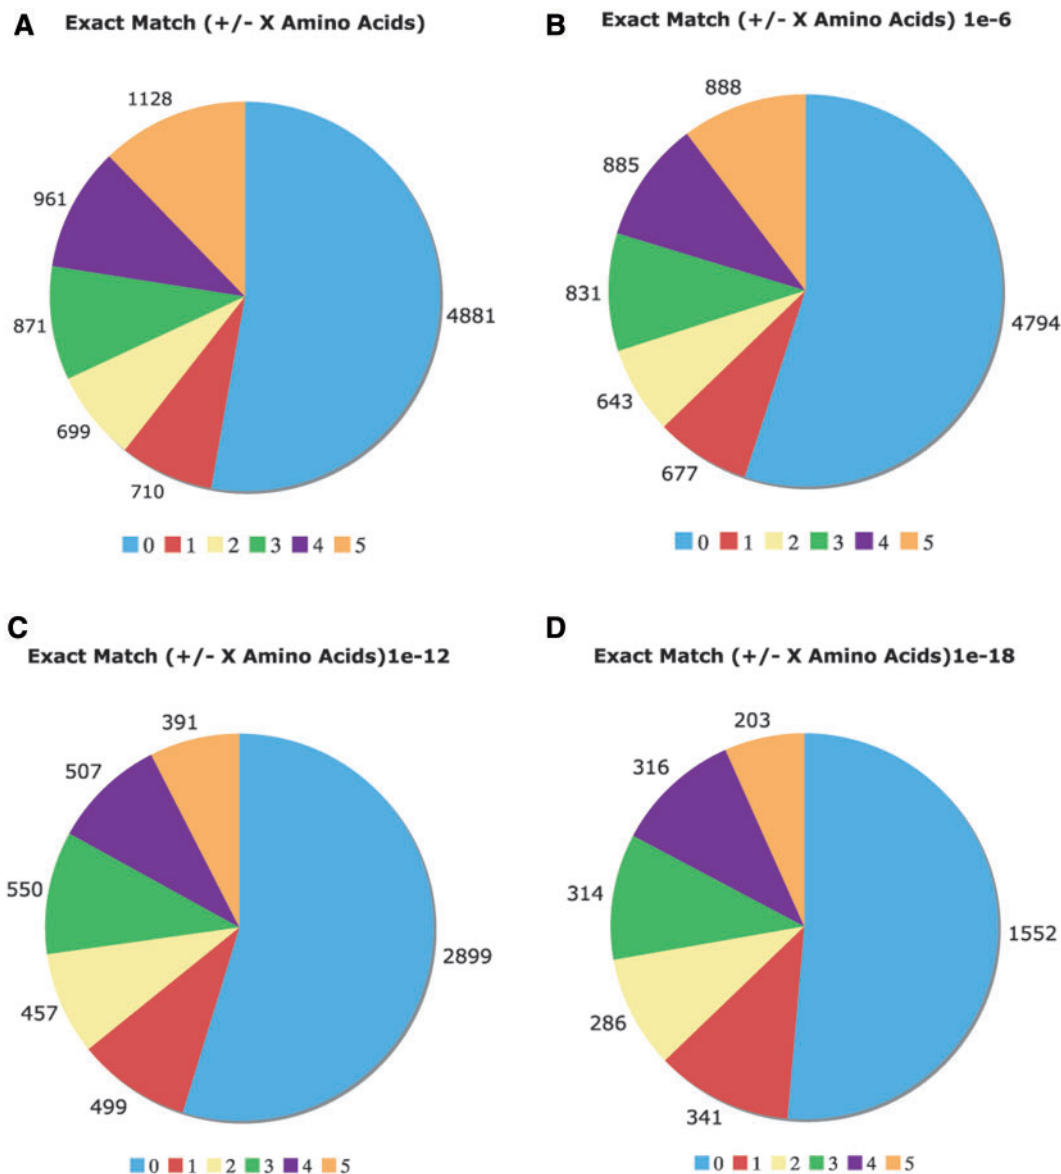 A Exact Match (+/- X Amino Acids)
1128
961
871
699
710
4881
0 1 2 3 4 5
B Exact Match (+/- X Amino Acids) 1e-6
888
885
831
643
677
4794
0 1 2 3 4 5
C
Exact Match (+/- X Amino Acids)1e-12
391
507
550
457
499
2899
0 1 2 3 4 5
D
Exact Match (+/- X Amino Acids)1e-18
203
316
314
286
341
1552
0 1 2 3 4 5